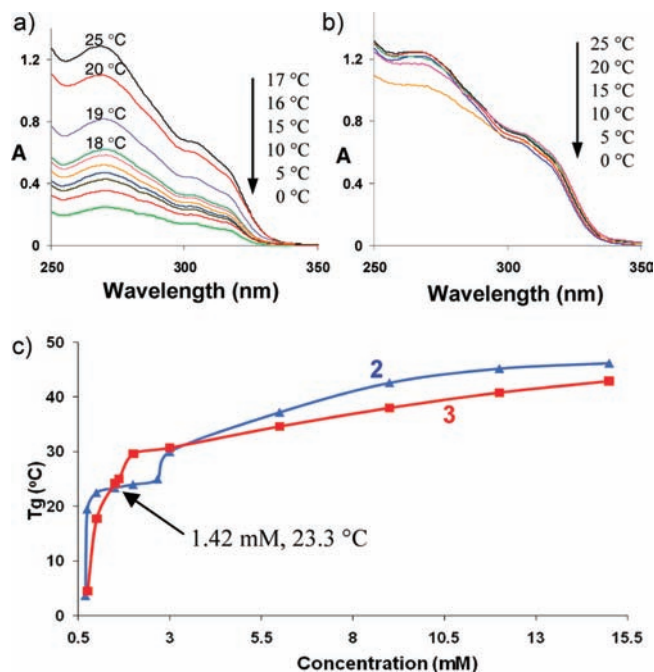 a)
25 °C
20 °C
19 °C
18 °C
17 °C
16 °C
15 °C
10 °C
5 °C
0 °C
1.2
0.8
A
0.4
0
250 300 350
Wavelength (nm)
b)
25 °C
20 °C
15 °C
10 °C
5 °C
0 °C
1.2
0.8
A
0.4
0
250 300 350
Wavelength (nm)
c)
50
40
30
20
10
0
Tg (ºC)
2
3
1.42 mM, 23.3 °C
0.5 3 5.5 8 10.5 13 15.5
Concentration (mM)